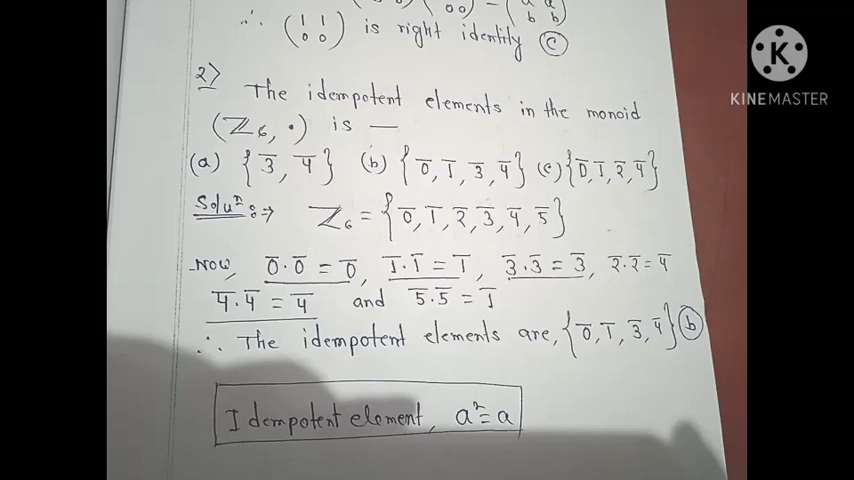 ∴ (1 1
0 0) is right identity (c)
K
KINEMASTER
2) The idempotent elements in the monoid
(ℤ₆, •) is —
(a) {3̅, 4̅} (b) {0̅, 1̅, 3̅, 4̅} (c) {0̅, 1̅, 2̅, 4̅}
Soluⁿ :⇒ ℤ₆ = {0̅, 1̅, 2̅, 3̅, 4̅, 5̅}
Now, 0̅·0̅ = 0̅, 1̅·1̅ = 1̅, 3̅·3̅ = 3̅, 2̅·2̅ = 4̅
4̅·4̅ = 4̅ and 5̅·5̅ = 1̅
∴ The idempotent elements are, {0̅, 1̅, 3̅, 4̅} (b)
Idempotent element, a² = a